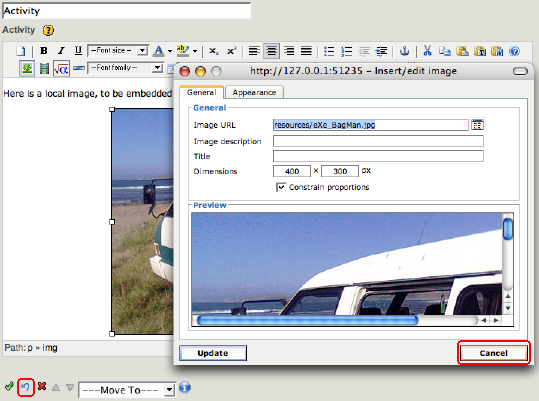 Activity
Activity
--Font size--
--Font family--
http://127.0.0.1:51235 – Insert/edit image
General
Appearance
Here is a local image, to be embedded
General
Image URL
resources/eXe_BagMan.jpg
Image description
Title
Dimensions
400 x 300 px
Constrain proportions
Preview
Path: p » img
Update
Cancel
---Move To---